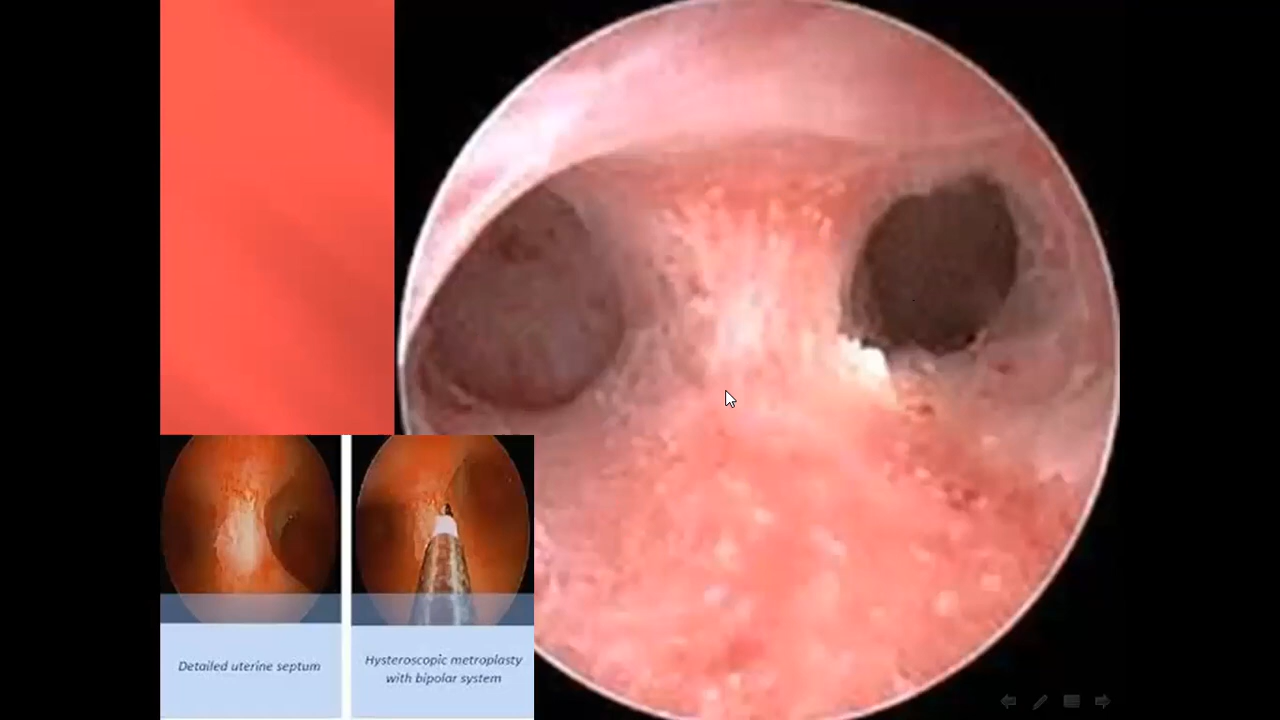 Detailed uterine septum
Hysteroscopic metroplasty
with bipolar system